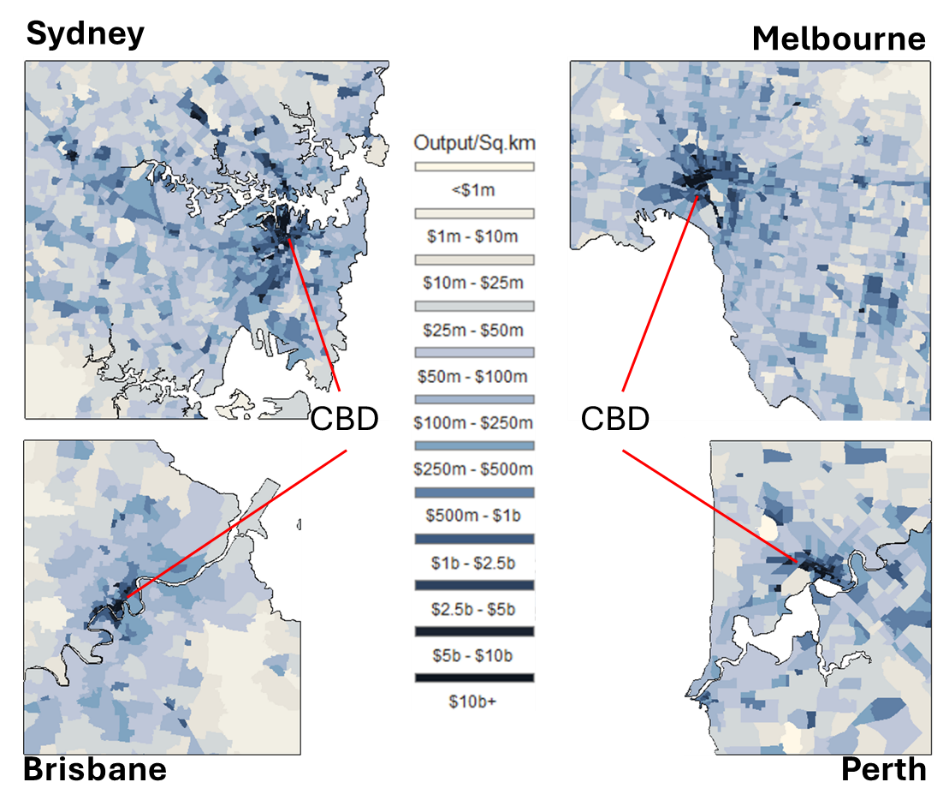 Sydney
Melbourne
Output/Sq.km
<$1m
$1m - $10m
$10m - $25m
$25m - $50m
$50m - $100m
$100m - $250m
$250m - $500m
$500m - $1b
$1b - $2.5b
$2.5b - $5b
$5b - $10b
$10b+
CBD
CBD
Brisbane
Perth